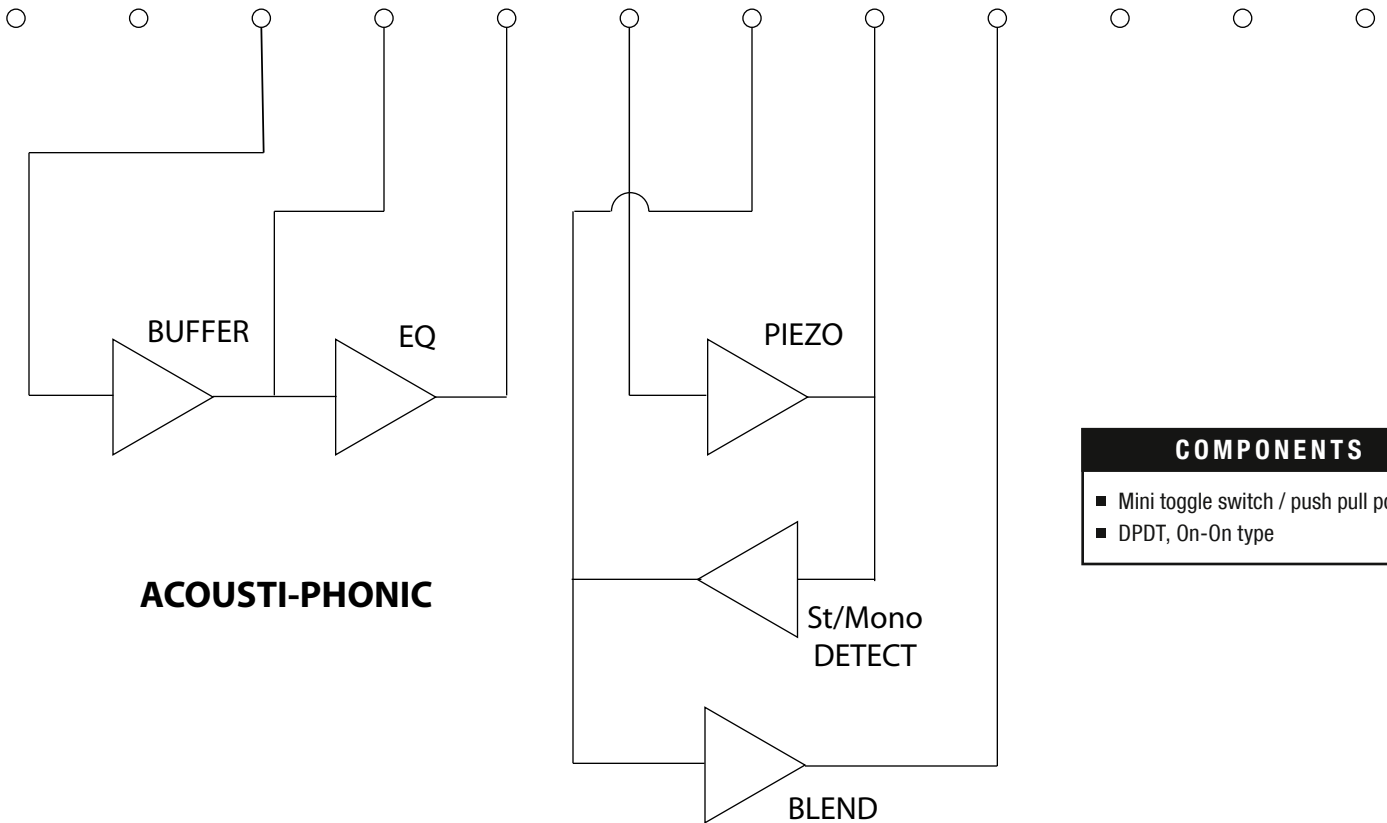 BUFFER
EQ
PIEZO
COMPONENTS
■ Mini toggle switch / push pull
■ DPDT, On-On type
ACOUSTI-PHONIC
St/Mono
DETECT
BLEND